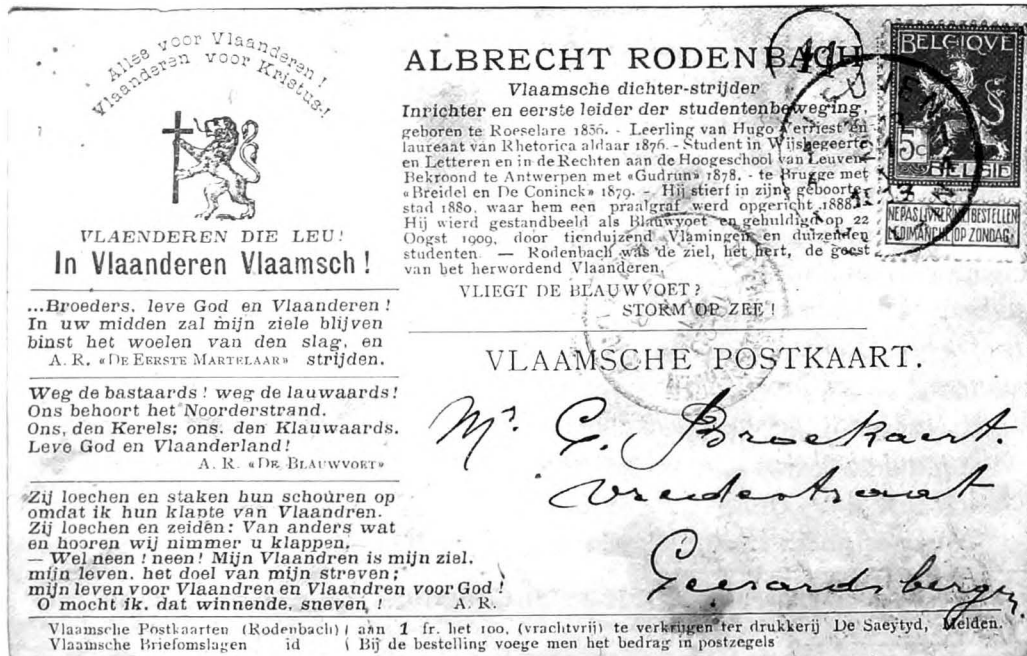 Alles voor Vlaanderen !
Vlaanderen voor Kristus !
VLAENDEREN DIE LEU!
In Vlaanderen Vlaamsch !
...Broeders, leve God en Vlaanderen !
In uw midden zal mijn ziele blijven
binst het woelen van den slag, en
A. R. «DE EERSTE MARTELAAR» strijden.
Weg de bastaards ! weg de lauwaards!
Ons behoort het Noorderstrand.
Ons, den Kerels; ons. den Klauwaards.
Leve God en Vlaanderland!
A. R. «DE BLAUWVOET»
Zij loechen en staken hun schouren op
omdat ik hun klapte van Vlaandren.
Zij loechen en zeiden: Van anders wat
en hooren wij nimmer u klappen,
— Wel neen ! neen! Mijn Vlaandren is mijn ziel.
mijn leven. het doel van mijn streven;
mijn leven voor Vlaandren en Vlaandren voor God !
O mocht ik. dat winnende, sneven, ! A. R.
ALBRECHT RODENBACH
Vlaamsche dichter-strijder
Inrichter en eerste leider der studentenbeweging,
geboren te Roeselare 1856. - Leerling van Hugo Verriest en
laureaat van Rhetorica aldaar 1876. - Student in Wijsbegeerte
en Letteren en in de Rechten aan de Hoogeschool van Leuven.
Bekroond te Antwerpen met «Gudrun» 1878. - te Brugge met
«Breidel en De Coninck» 1879. - Hij stierf in zijne geboorte-
stad 1880, waar hem een praalgraf werd opgericht 1888.
Hij wierd gestandbeeld als Blauwvoet en gehuldigd op 22
Oogst 1909, door tienduizend Vlamingen en duizenden
studenten. — Rodenbach was de ziel, het hert, de geest
van het herwordend Vlaanderen,
VLIEGT DE BLAUWVOET?
STORM OP ZEE !
11
BELGIQUE
5c
BELGIË
NE PAS LIVRER NIET BESTELLEN
LE DIMANCHE OP ZONDAG
VLAAMSCHE POSTKAART.
Mr. C. Broekaert.
Vredestraat
Geerardsbergen
Vlaamsche Postkaarten (Rodenbach) ( aan 1 fr. het 100, (vrachtvrij) te verkrijgen ter drukkerij De Saeytyd, Melden.
Vlaamsche Briefomslagen id ( Bij de bestelling voege men het bedrag in postzegels